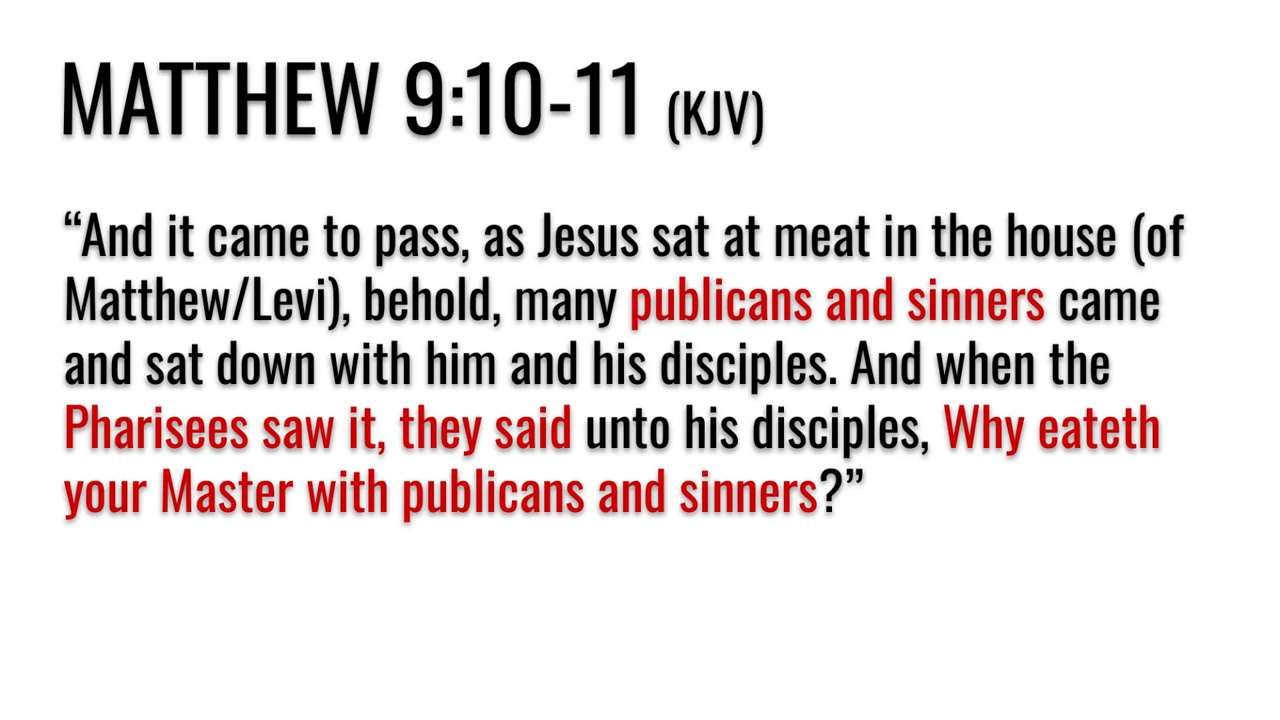 MATTHEW 9:10-11 (KJV)
“And it came to pass, as Jesus sat at meat in the house (of
Matthew/Levi), behold, many publicans and sinners came
and sat down with him and his disciples. And when the
Pharisees saw it, they said unto his disciples, Why eateth
your Master with publicans and sinners?”